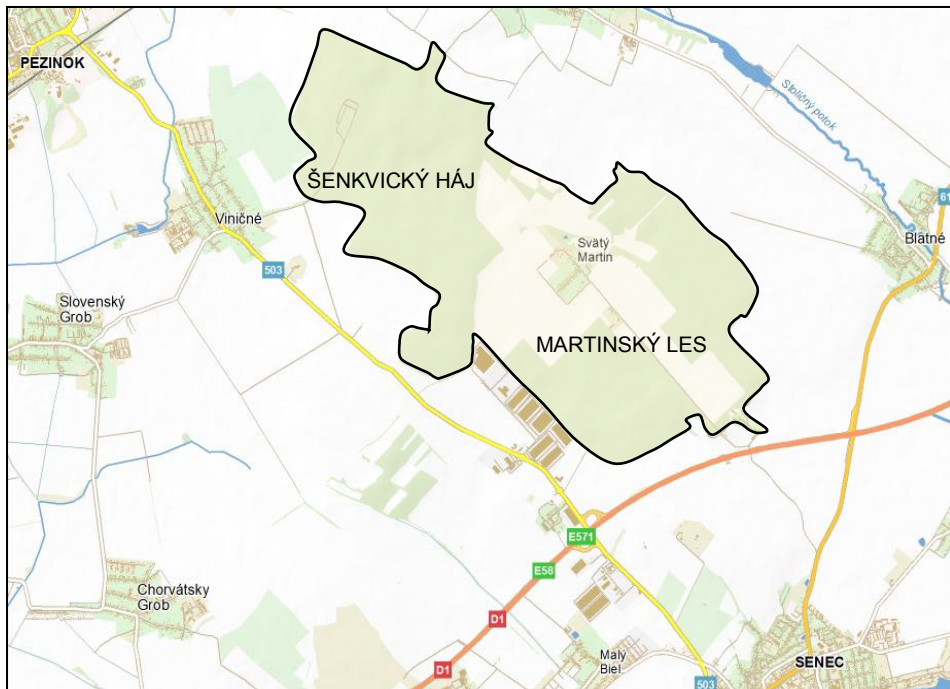 PEZINOK
Stoličný potok
ŠENKVICKÝ HÁJ
61
Viničné
Svätý
Martin
Blatné
503
Slovenský
Grob
MARTINSKÝ LES
E571
E58
Chorvátsky
Grob
D1
Malý
Biel
SENEC
D1
503